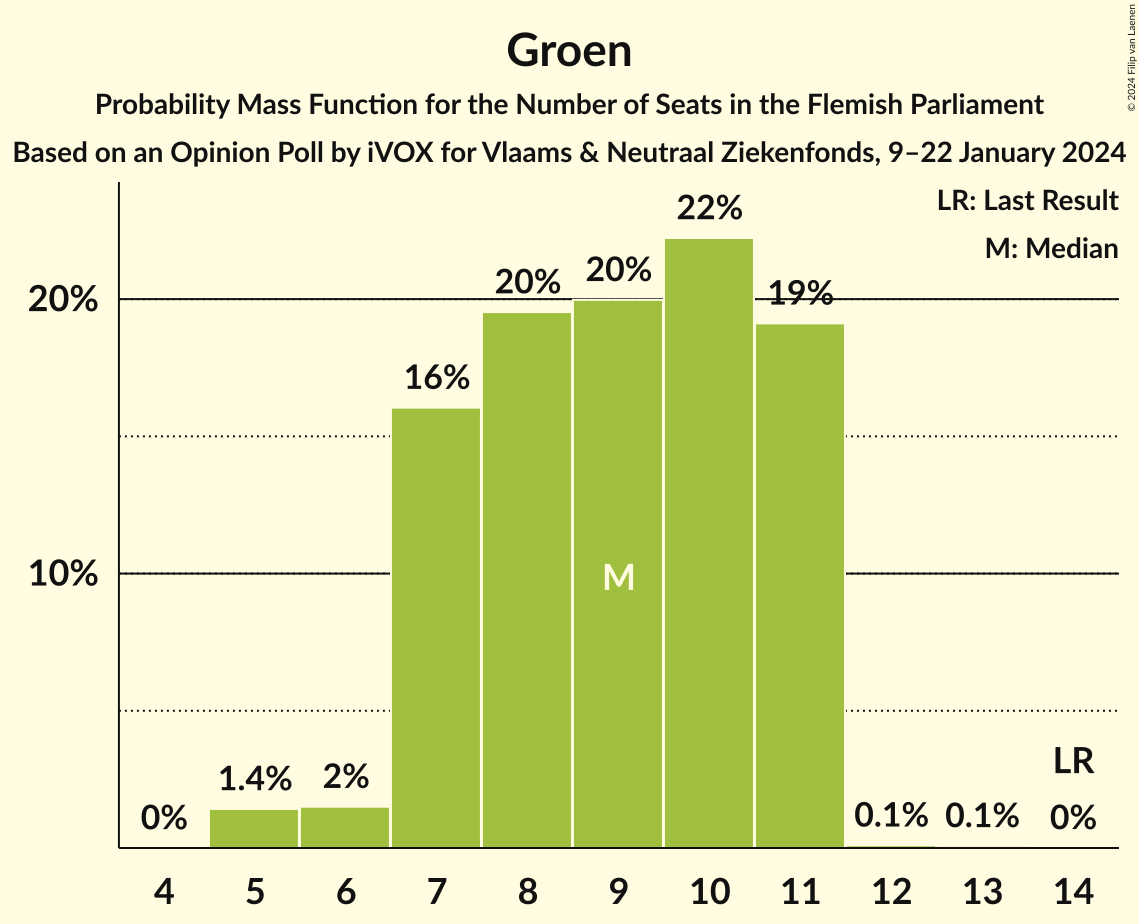 © 2024 Filip van Laenen
Groen
Probability Mass Function for the Number of Seats in the Flemish Parliament
Based on an Opinion Poll by iVOX for Vlaams & Neutraal Ziekenfonds, 9–22 January 2024
LR: Last Result
M: Median
22%
20%
20%
19%
20%
16%
10%
M
LR
1.4%
2%
0%
0.1%
0.1%
0%
4 5 6 7 8 9 10 11 12 13 14